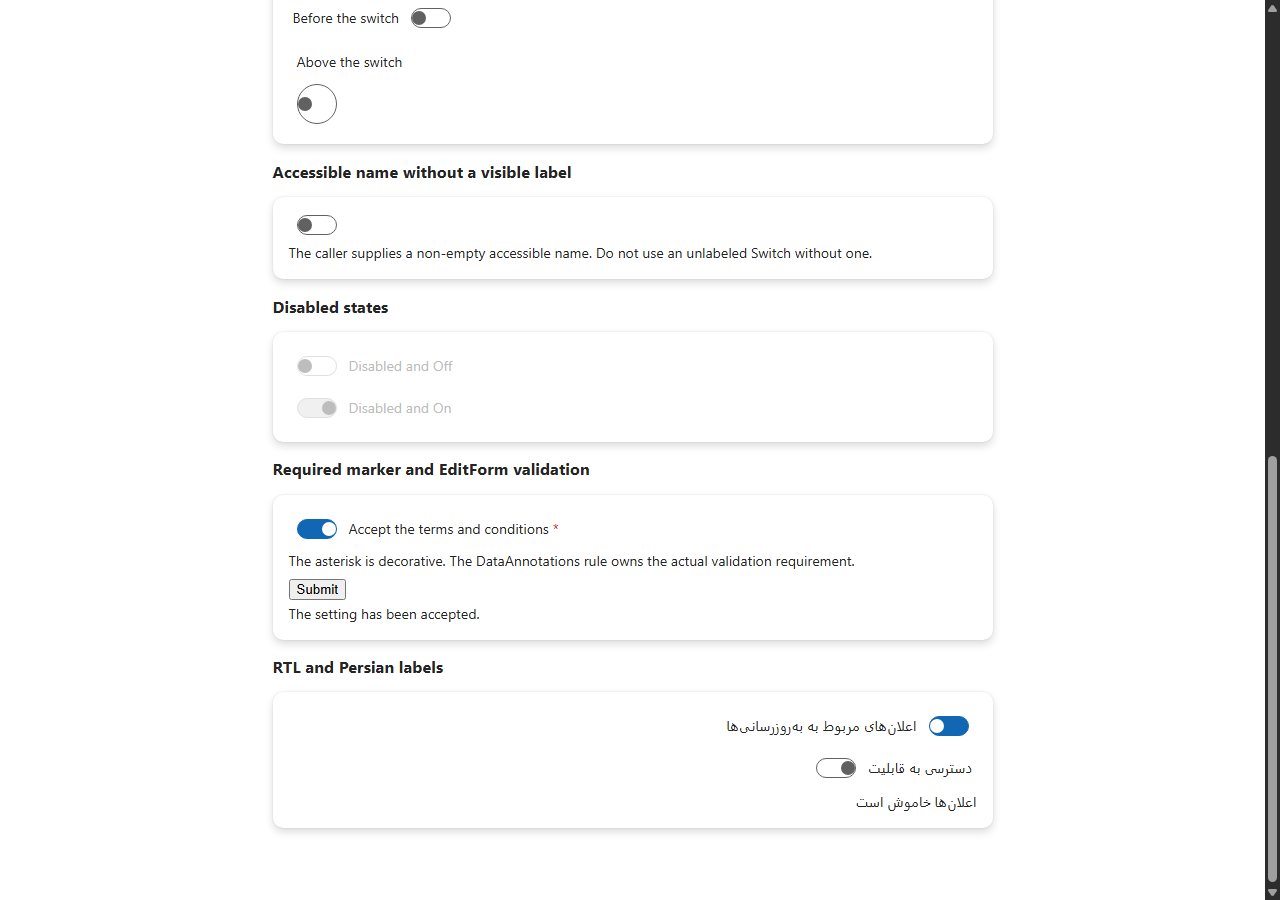 Before the switch
Above the switch
Accessible name without a visible label
The caller supplies a non-empty accessible name. Do not use an unlabeled Switch without one.
Disabled states
Disabled and Off
Disabled and On
Required marker and EditForm validation
Accept the terms and conditions *
The asterisk is decorative. The DataAnnotations rule owns the actual validation requirement.
Submit
The setting has been accepted.
RTL and Persian labels
اعلان‌های مربوط به به‌روزرسانی‌ها
دسترسی به قابلیت
اعلان‌ها خاموش است